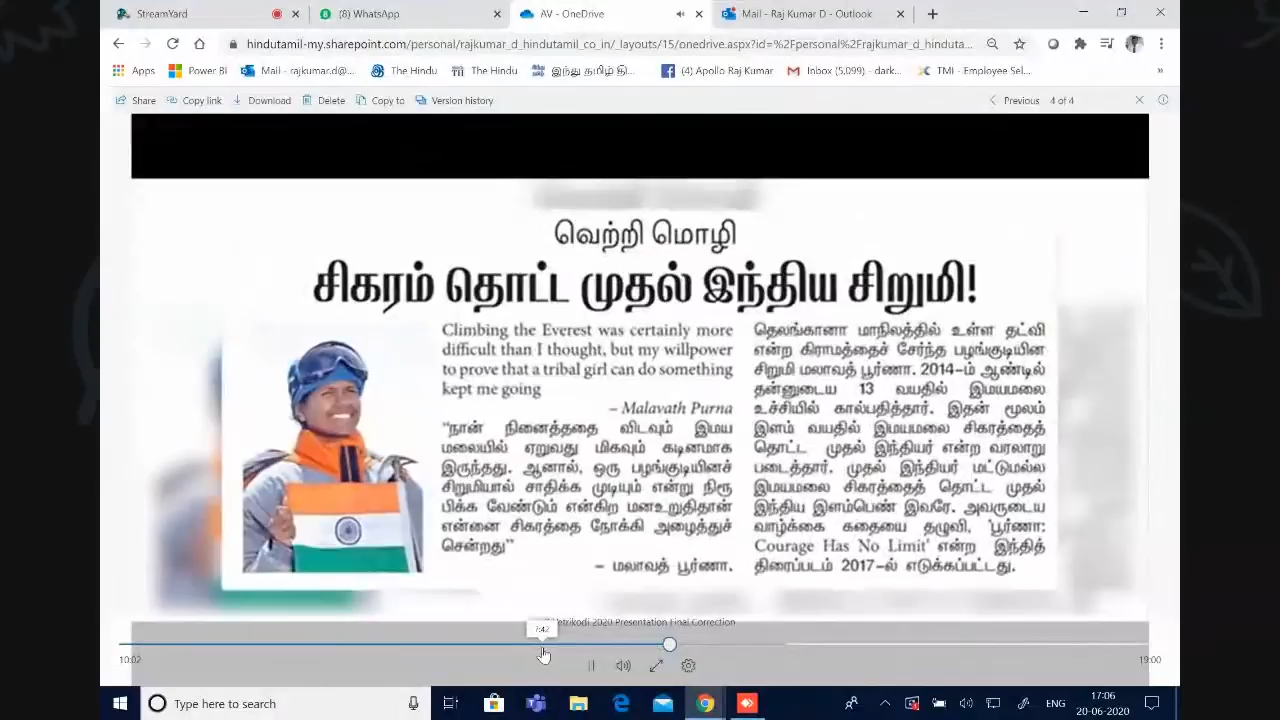 StreamYard
(8) WhatsApp
AV - OneDrive
Mail - Raj Kumar D - Outlook
hindutamil-my.sharepoint.com/personal/rajkumar_d_hindutamil_co_in/_layouts/15/onedrive.aspx?id=%2Fpersonal%2Frajkumar_d_hinduta...
Apps
Power BI
Mail - rajkumar.d@...
The Hindu
The Hindu
இந்து தமிழ் தி...
(4) Apollo Raj Kumar
Inbox (5,099) - dark...
TMI - Employee Sel...
Share
Copy link
Download
Delete
Copy to
Version history
Previous
4 of 4
வெற்றி மொழி
சிகரம் தொட்ட முதல் இந்திய சிறுமி!
Climbing the Everest was certainly more
difficult than I thought, but my willpower
to prove that a tribal girl can do something
kept me going
– Malavath Purna
"நான் நினைத்ததை விடவும் இமய
மலையில் ஏறுவது மிகவும் கடினமாக
இருந்தது. ஆனால், ஒரு பழங்குடியினச்
சிறுமியால் சாதிக்க முடியும் என்று நிரூ
பிக்க வேண்டும் என்கிற மனஉறுதிதான்
என்னை சிகரத்தை நோக்கி அழைத்துச்
சென்றது"
– மலாவத் பூர்ணா.
தெலங்கானா மாநிலத்தில் உள்ள தட்வி
என்ற கிராமத்தைச் சேர்ந்த பழங்குடியின
சிறுமி மலாவத் பூர்ணா. 2014-ம் ஆண்டில்
தன்னுடைய 13 வயதில் இமயமலை
உச்சியில் கால்பதித்தார். இதன் மூலம்
இளம் வயதில் இமயமலை சிகரத்தைத்
தொட்ட முதல் இந்தியர் என்ற வரலாறு
படைத்தார். முதல் இந்தியர் மட்டுமல்ல
இமயமலை சிகரத்தைத் தொட்ட முதல்
இந்திய இளம்பெண் இவரே. அவருடைய
வாழ்க்கை கதையை தழுவி, 'பூர்ணா:
Courage Has No Limit' என்ற இந்தித்
திரைப்படம் 2017-ல் எடுக்கப்பட்டது.
7:42
Vetrikodi 2020 Presentation Final Correction
10:02
19:00
Type here to search
ENG
17:06
20-06-2020